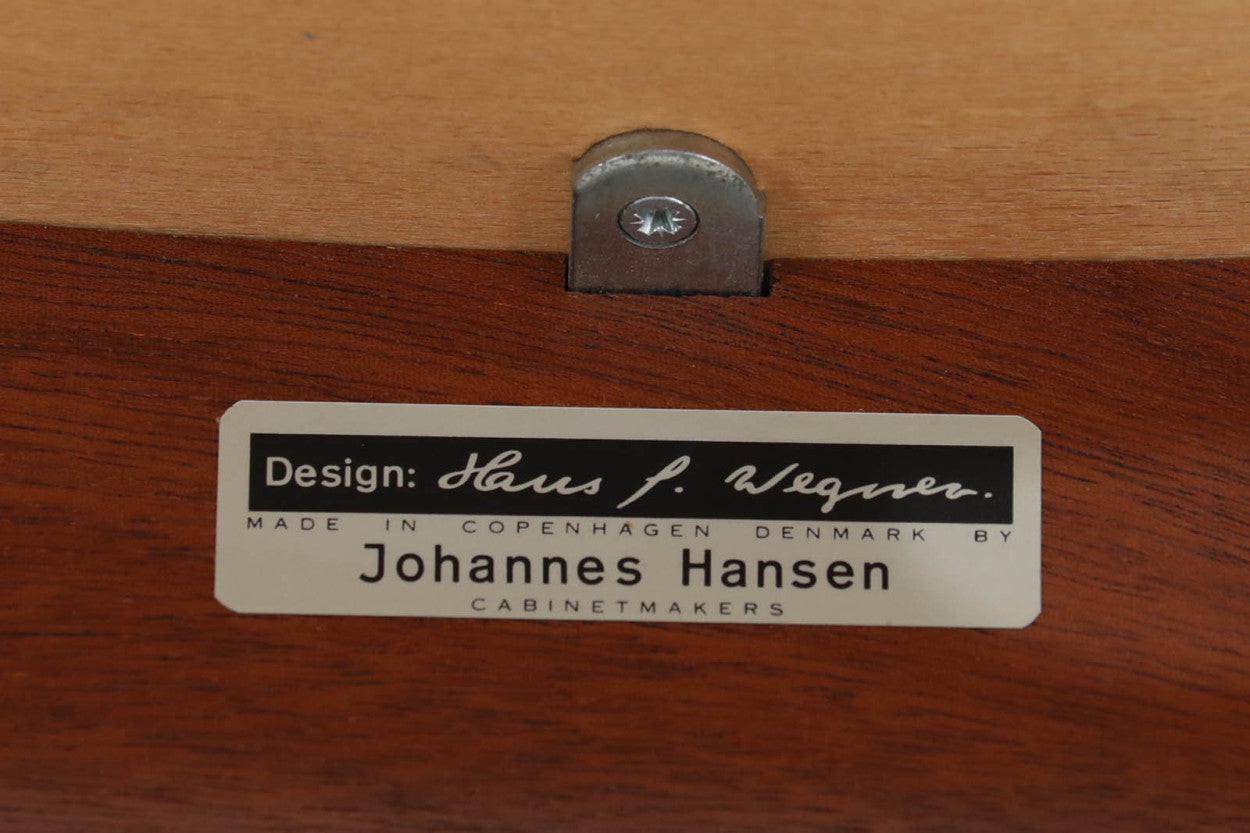 Design: Hans J. Wegner.
MADE IN COPENHAGEN DENMARK BY
Johannes Hansen
CABINETMAKERS